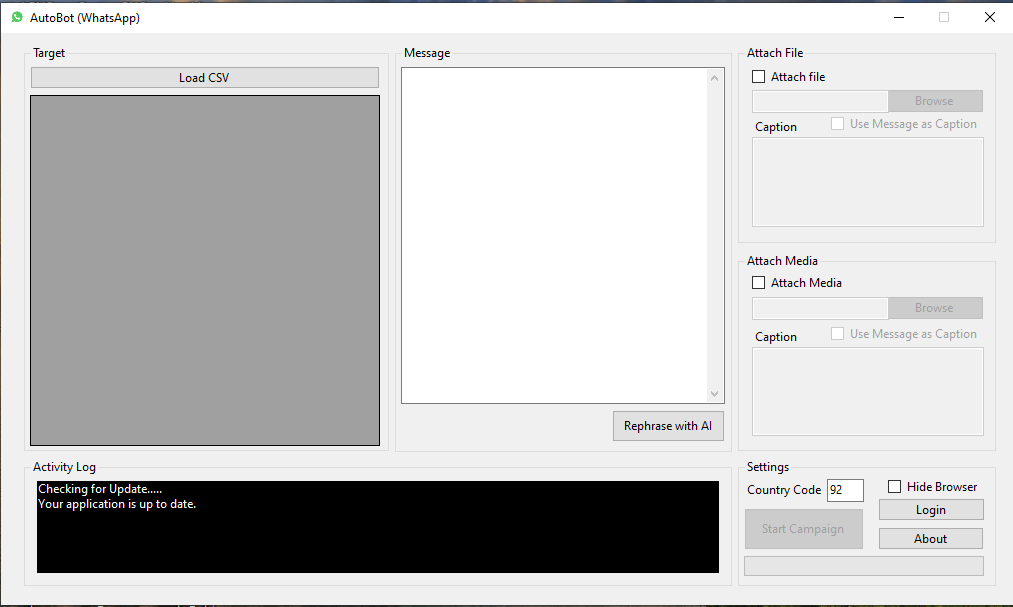 AutoBot (WhatsApp)
Target
Load CSV
Message
Rephrase with AI
Attach File
Attach file
Browse
Caption
Use Message as Caption
Attach Media
Attach Media
Browse
Caption
Use Message as Caption
Activity Log
Checking for Update.....
Your application is up to date.
Settings
Country Code 92
Hide Browser
Login
Start Campaign
About